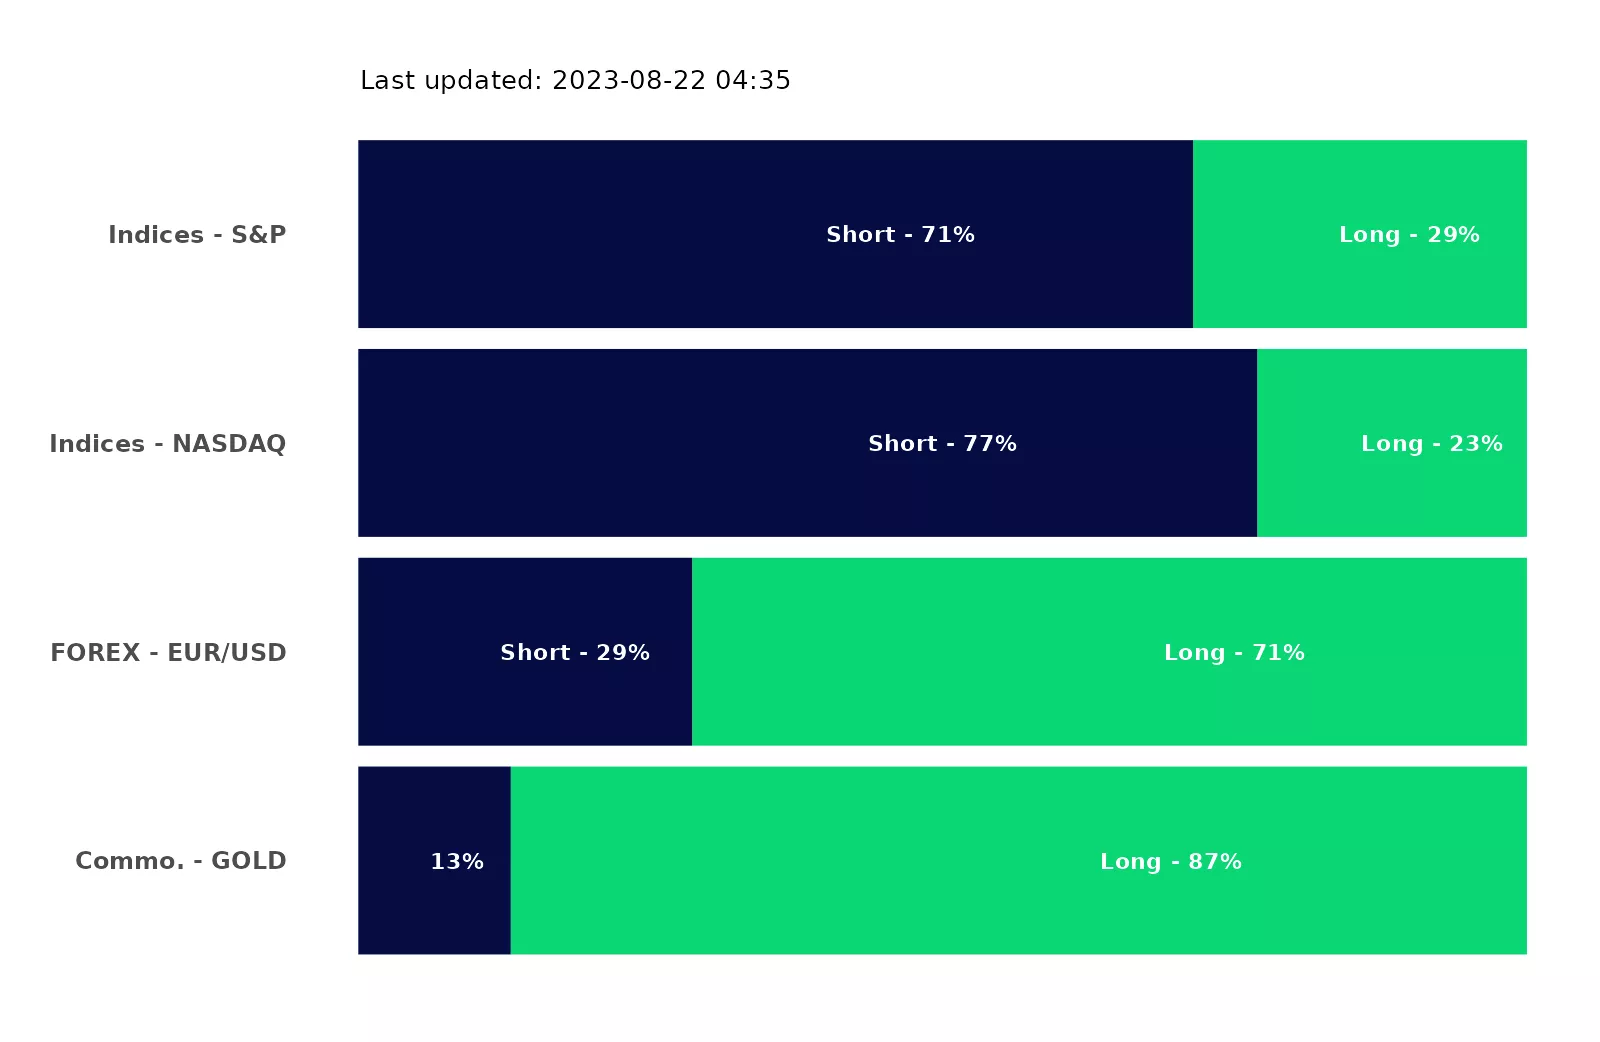 Last updated: 2023-08-22 04:35
Indices - S&P
Short - 71%
Long - 29%
Indices - NASDAQ
Short - 77%
Long - 23%
FOREX - EUR/USD
Short - 29%
Long - 71%
Commo. - GOLD
13%
Long - 87%